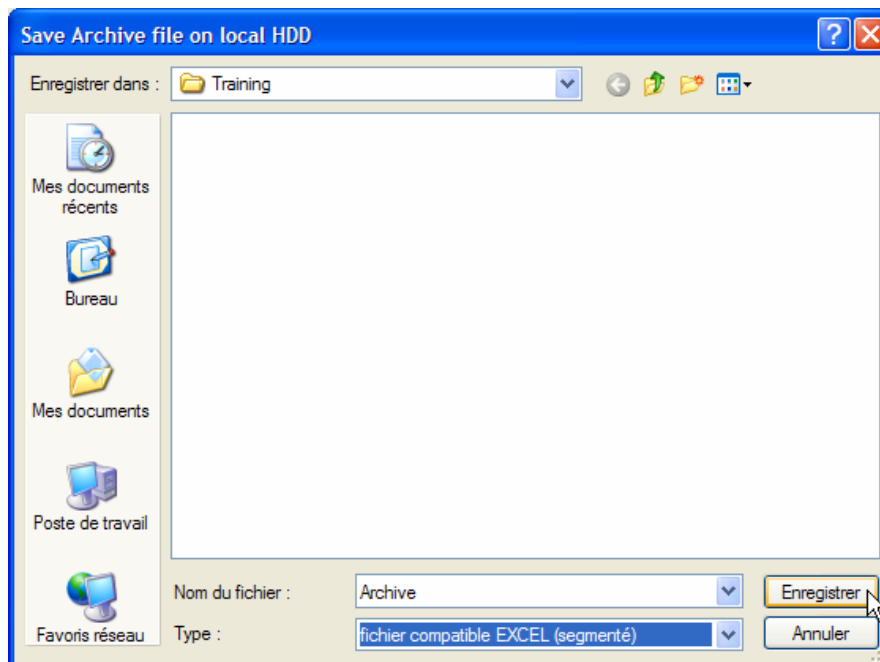 Save Archive file on local HDD
Enregistrer dans :
Training
Mes documents
récents
Bureau
Mes documents
Poste de travail
Favoris réseau
Nom du fichier :
Archive
Enregistrer
Type :
fichier compatible EXCEL (segmenté)
Annuler